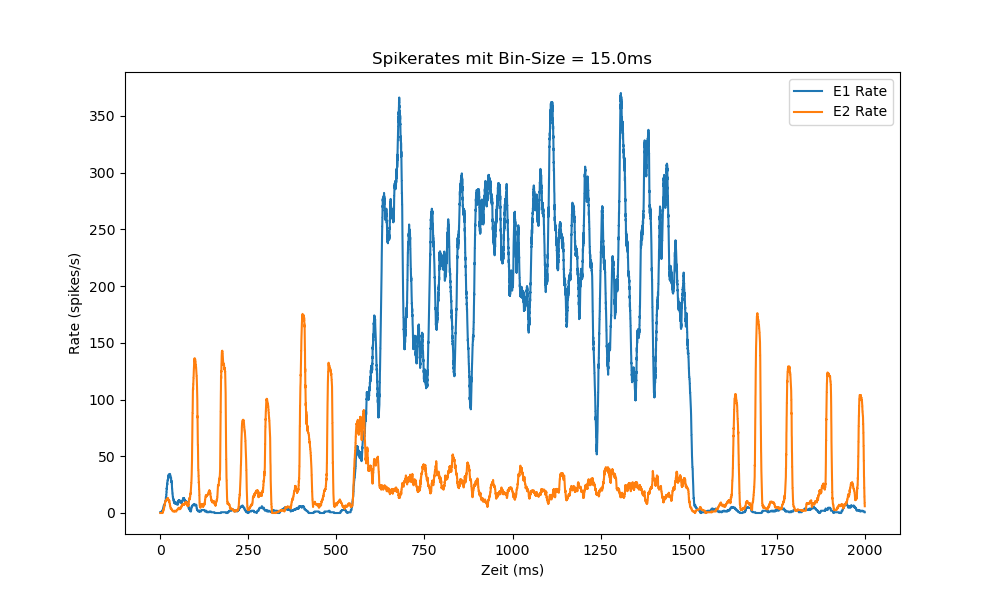 Spikerates mit Bin-Size = 15.0ms
E1 Rate
E2 Rate
Rate (spikes/s)
350
300
250
200
150
100
50
0
0 250 500 750 1000 1250 1500 1750 2000
Zeit (ms)